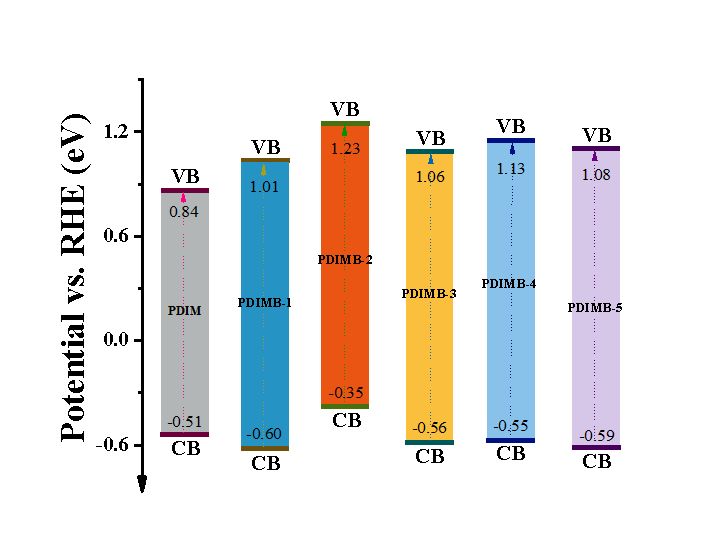 Potential vs. RHE (eV)
1.2
0.6
0.0
-0.6
VB
0.84
PDIM
-0.51
CB
VB
1.01
PDIMB-1
-0.60
CB
VB
1.23
PDIMB-2
-0.35
CB
VB
1.06
PDIMB-3
-0.56
CB
VB
1.13
PDIMB-4
-0.55
CB
VB
1.08
PDIMB-5
-0.59
CB